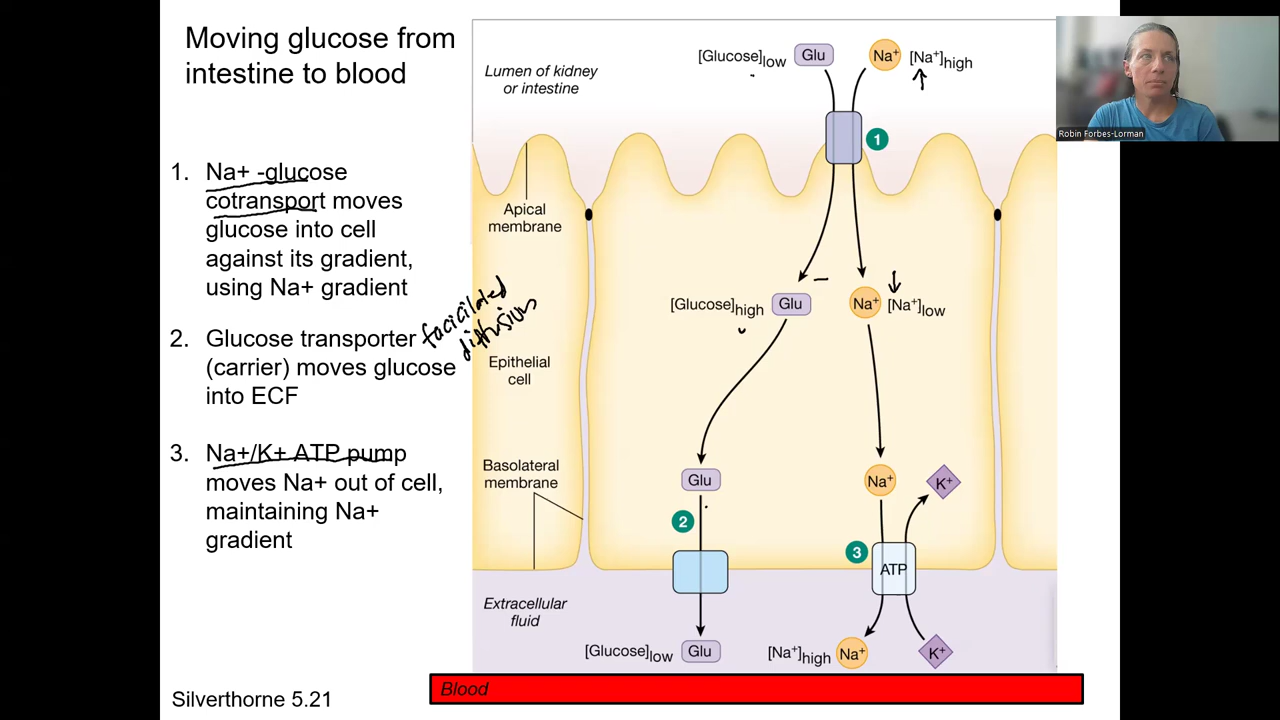 Moving glucose from
intestine to blood
1. Na+ -glucose
cotransport moves
glucose into cell
against its gradient,
using Na+ gradient
2. Glucose transporter
(carrier) moves glucose
into ECF
3. Na+/K+ ATP pump
moves Na+ out of cell,
maintaining Na+
gradient
Silverthorne 5.21
facicilated
diffusion
Lumen of kidney
or intestine
[Glucose]low Glu Na+ [Na+]high
1
Apical
membrane
[Glucose]high Glu Na+ [Na+]low
Epithelial
cell
Basolateral
membrane
Glu Na+ K+
2
3
ATP
Extracellular
fluid
[Glucose]low Glu [Na+]high Na+ K+
Blood
Robin Forbes-Lorman